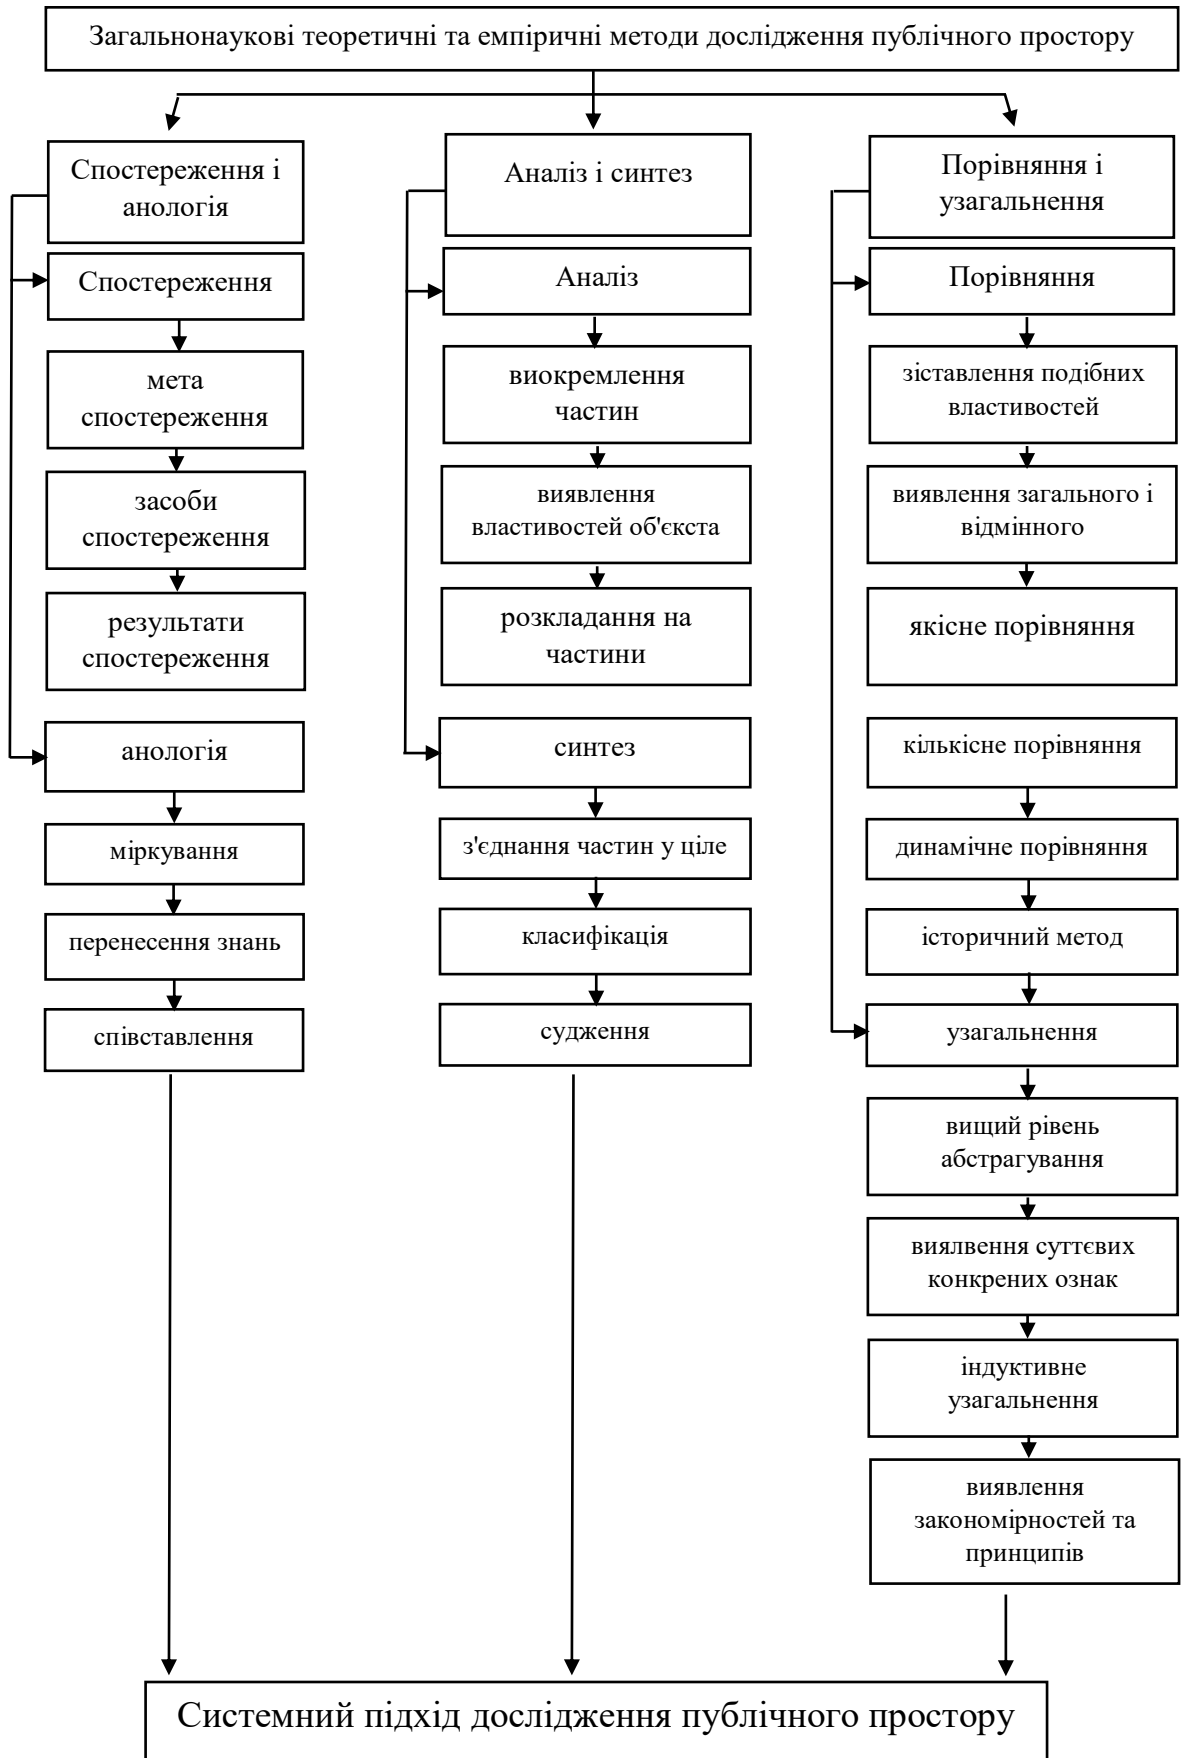 Загальнонаукові теоретичні та емпіричні методи дослідження публічного простору
Спостереження і
анологія
Спостереження
мета
спостереження
засоби
спостереження
результати
спостереження
анологія
міркування
перенесення знань
співставлення
Аналіз і синтез
Аналіз
виокремлення
частин
виявлення
властивостей об'єкста
розкладання на
частини
синтез
з'єднання частин у ціле
класифікація
судження
Порівняння і
узагальнення
Порівняння
зіставлення подібних
властивостей
виявлення загального і
відмінного
якісне порівняння
кількісне порівняння
динамічне порівняння
історичний метод
узагальнення
вищий рівень
абстрагування
виялвення суттєвих
конкрених ознак
індуктивне
узагальнення
виявлення
закономірностей та
принципів
Системний підхід дослідження публічного простору